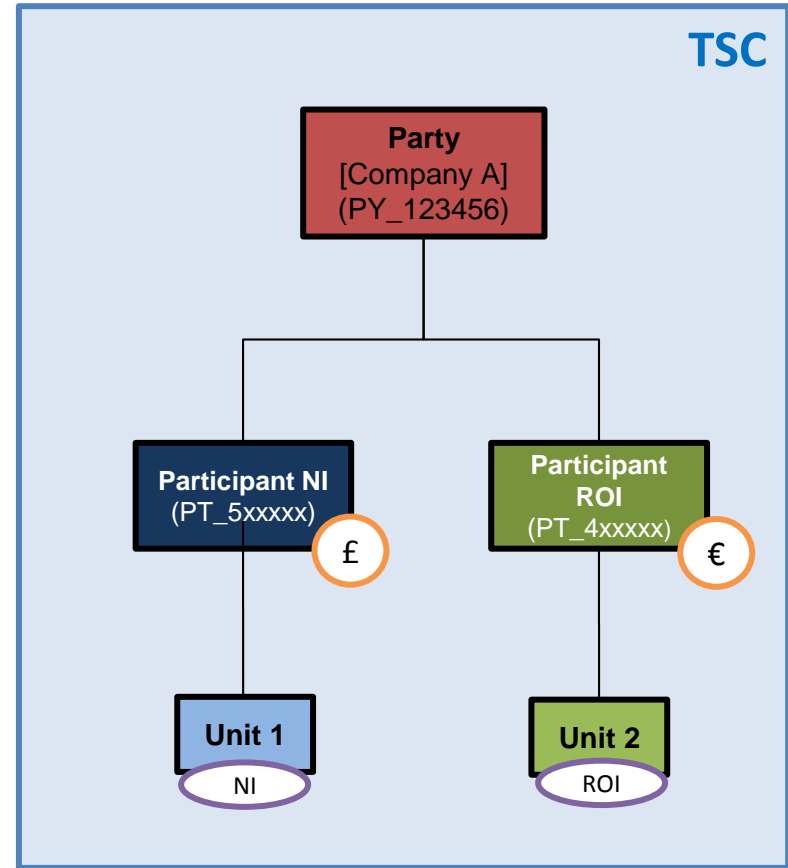 TSC
Party
[Company A]
(PY_123456)
Participant NI
(PT_5xxxxx)
£
Participant
ROI
(PT_4xxxxx)
€
Unit 1
NI
Unit 2
ROI